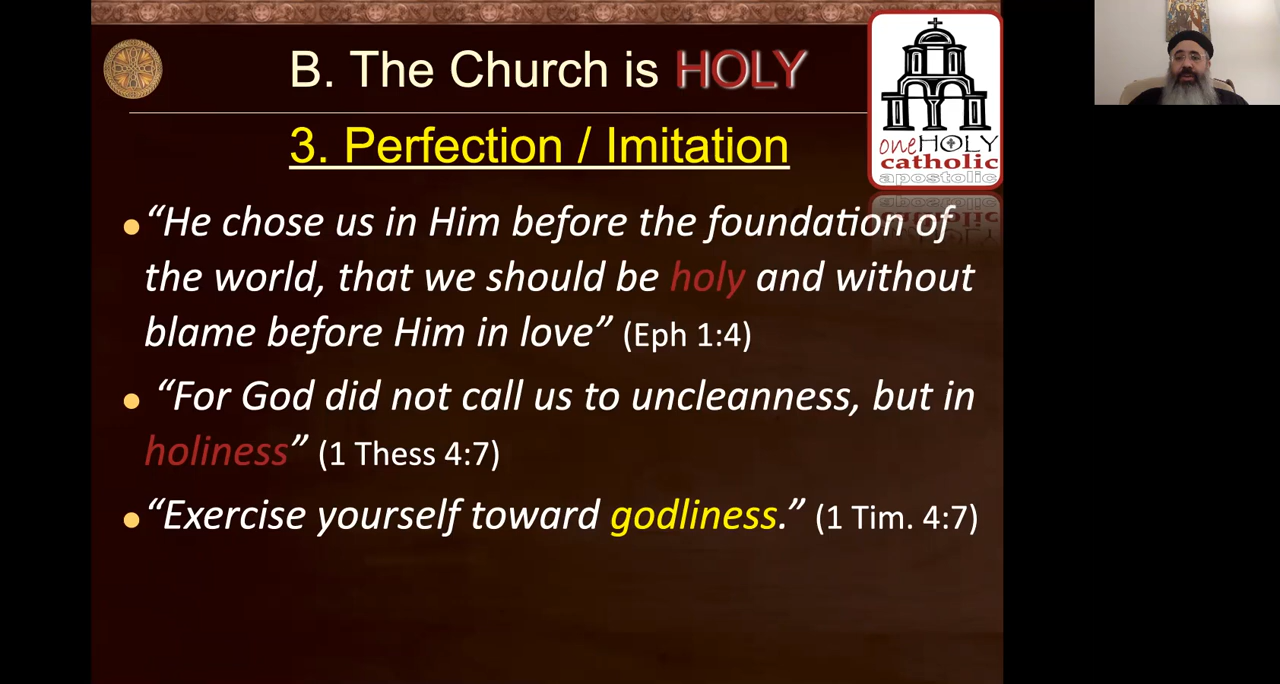 B. The Church is HOLY
3. Perfection / Imitation
one HOLY
catholic
apostolic
“He chose us in Him before the foundation of
the world, that we should be holy and without
blame before Him in love” (Eph 1:4)
“For God did not call us to uncleanness, but in
holiness” (1 Thess 4:7)
“Exercise yourself toward godliness.” (1 Tim. 4:7)